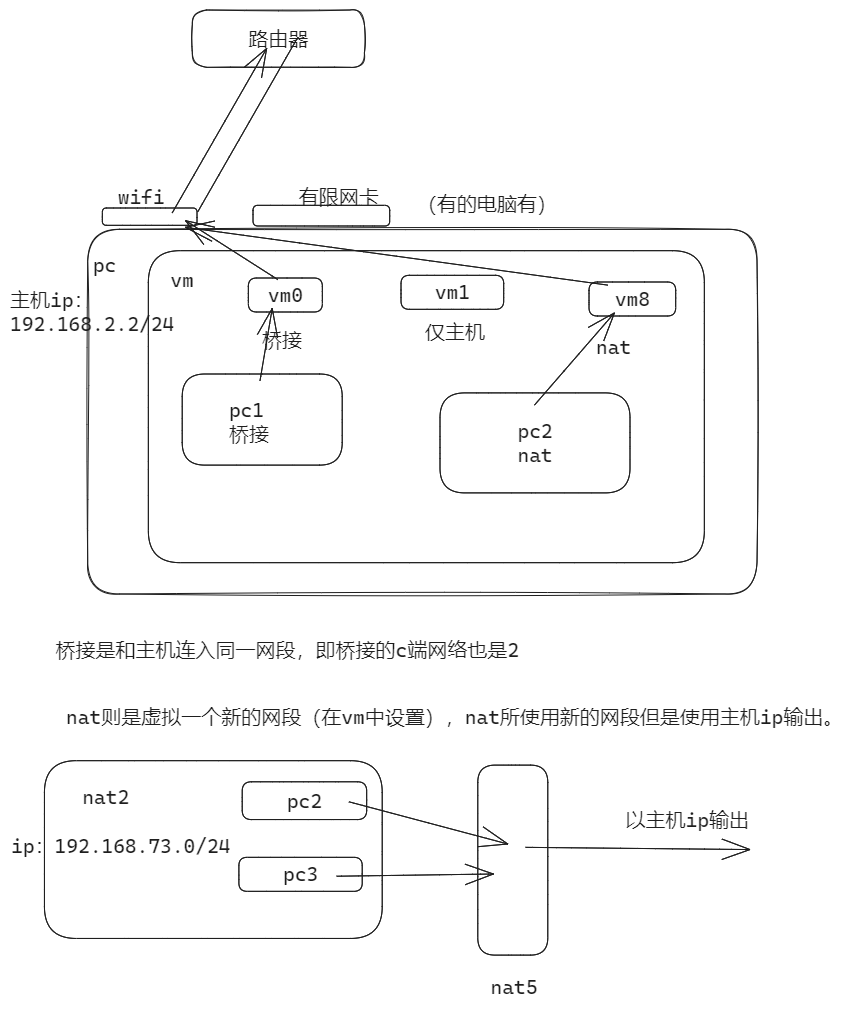 路由器
wifi
有限网卡
（有的电脑有）
pc
vm
vm0
vm1
vm8
主机ip：
192.168.2.2/24
桥接
仅主机
nat
pc1
桥接
pc2
nat
桥接是和主机连入同一网段，即桥接的c端网络也是2
nat则是虚拟一个新的网段（在vm中设置），nat所使用新的网段但是使用主机ip输出。
nat2
pc2
ip：192.168.73.0/24
pc3
以主机ip输出
nat5